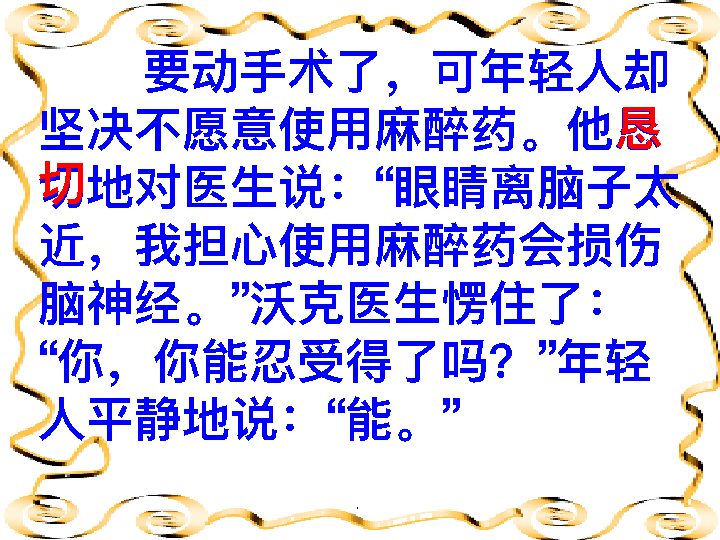 要动手术了，可年轻人却
坚决不愿意使用麻醉药。他恳
切地对医生说：“眼睛离脑子太
近，我担心使用麻醉药会损伤
脑神经。”沃克医生愣住了：
“你，你能忍受得了吗？”年轻
人平静地说：“能。”